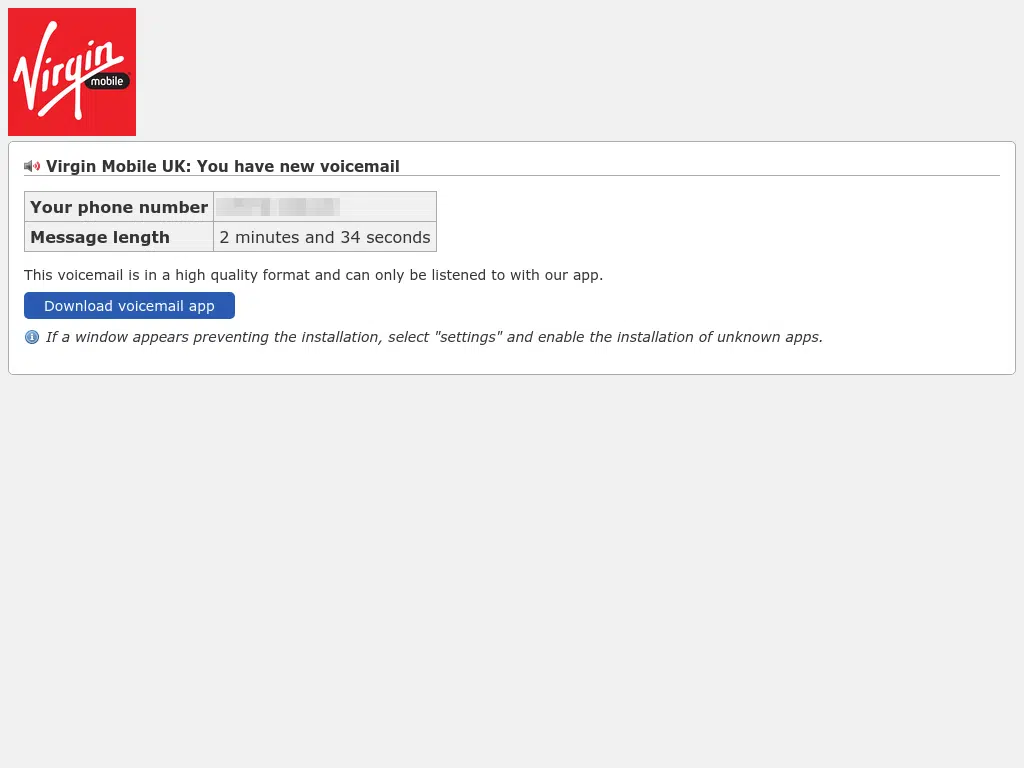 Virgin
mobile
Virgin Mobile UK: You have new voicemail
Your phone number
Message length 2 minutes and 34 seconds
This voicemail is in a high quality format and can only be listened to with our app.
Download voicemail app
If a window appears preventing the installation, select "settings" and enable the installation of unknown apps.